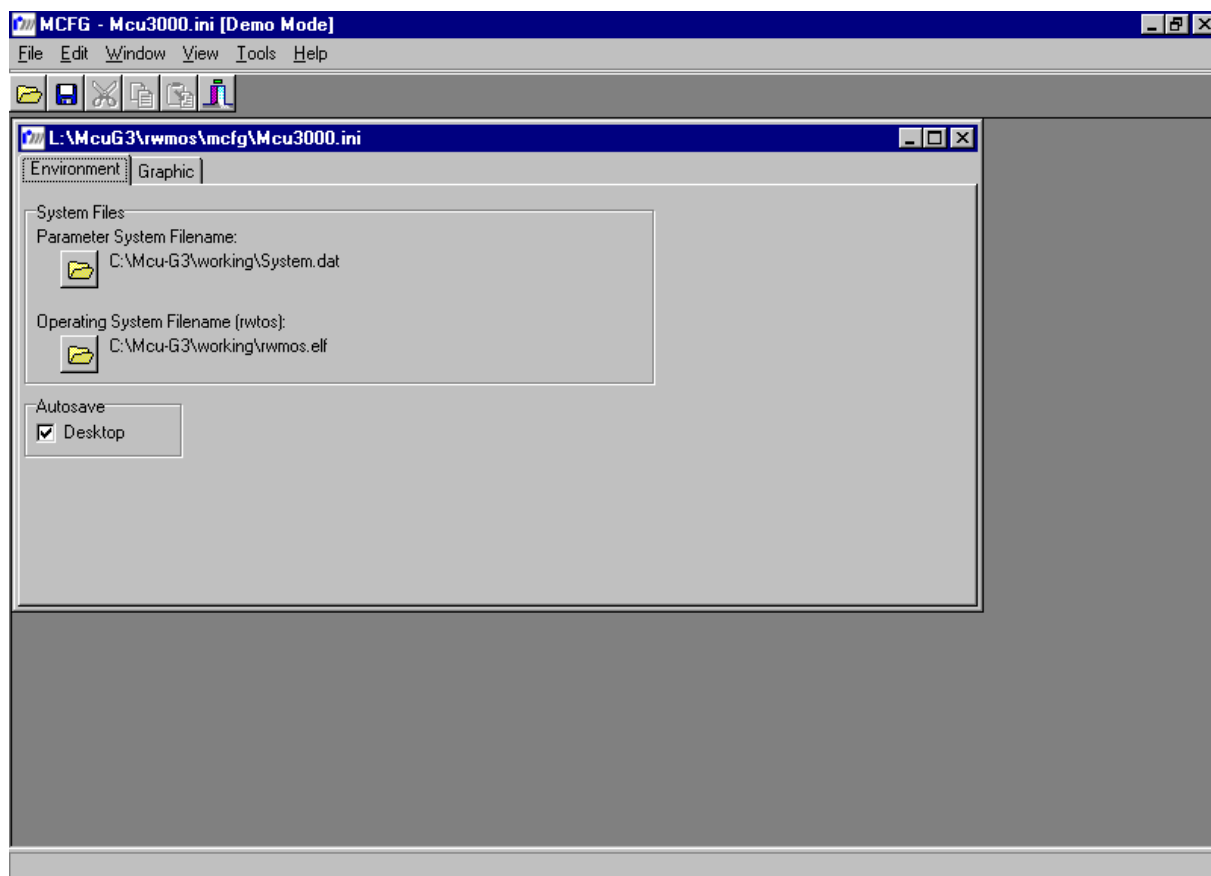 MCFG - Mcu3000.ini [Demo Mode]
File Edit Window View Tools Help
L:\McuG3\rwmos\mcfg\Mcu3000.ini
Environment Graphic
System Files
Parameter System Filename:
C:\Mcu-G3\working\System.dat
Operating System Filename (rwtos):
C:\Mcu-G3\working\rwmos.elf
Autosave
Desktop